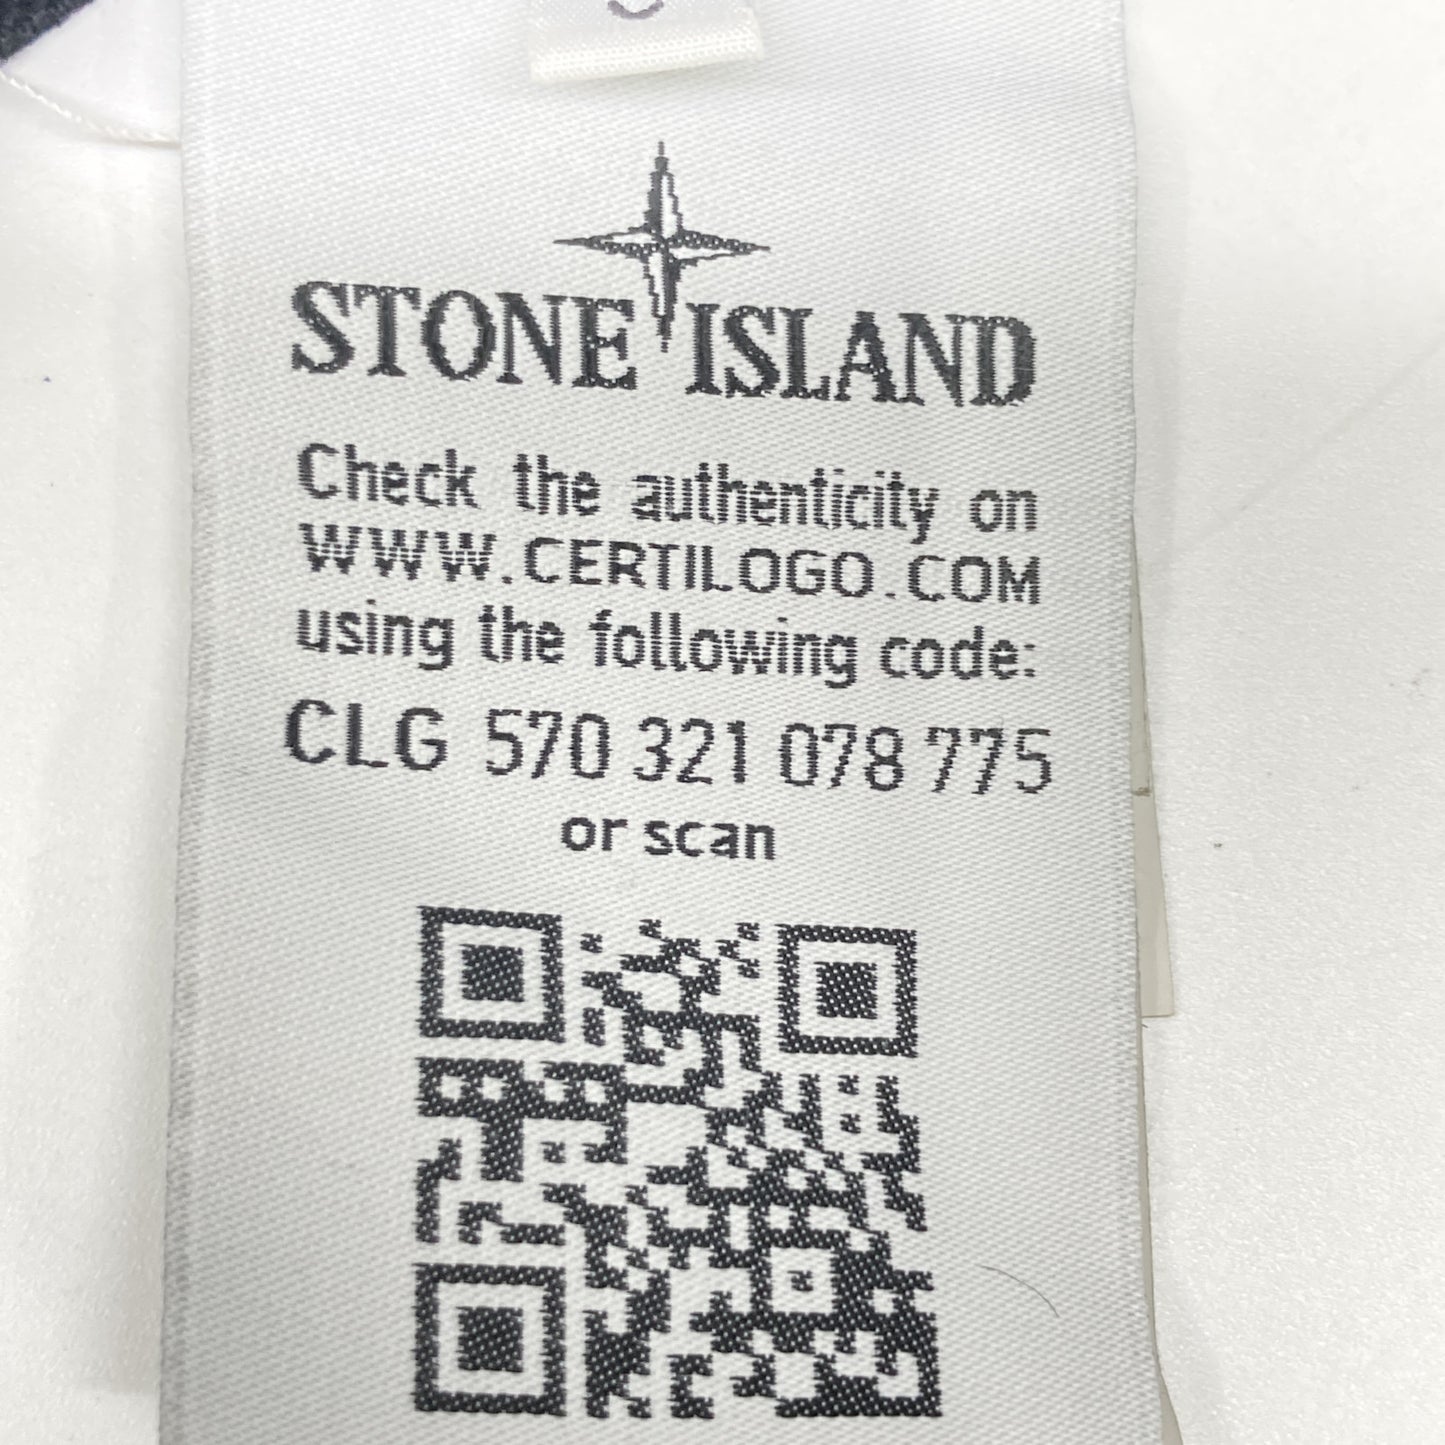 STONE ISLAND
Check the authenticity on
WWW.CERTILOGO.COM
using the following code:
CLG 570 321 078 775
or scan